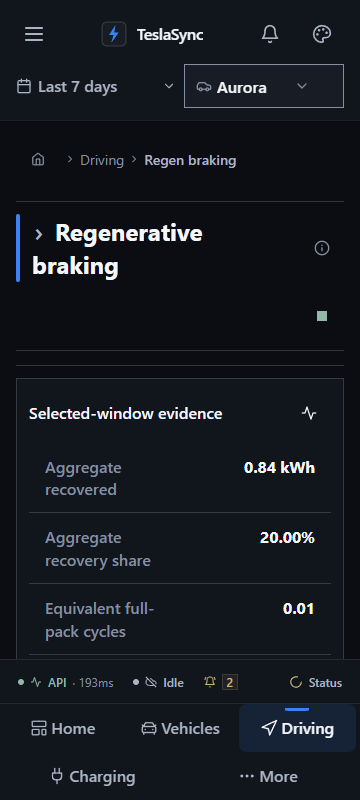 TeslaSync
Last 7 days
Aurora
Driving
Regen braking
Regenerative
braking
Selected-window evidence
Aggregate
recovered
0.84 kWh
Aggregate
recovery share
20.00%
Equivalent full-
pack cycles
0.01
API · 193ms
Idle
2
Status
Home
Vehicles
Driving
Charging
More